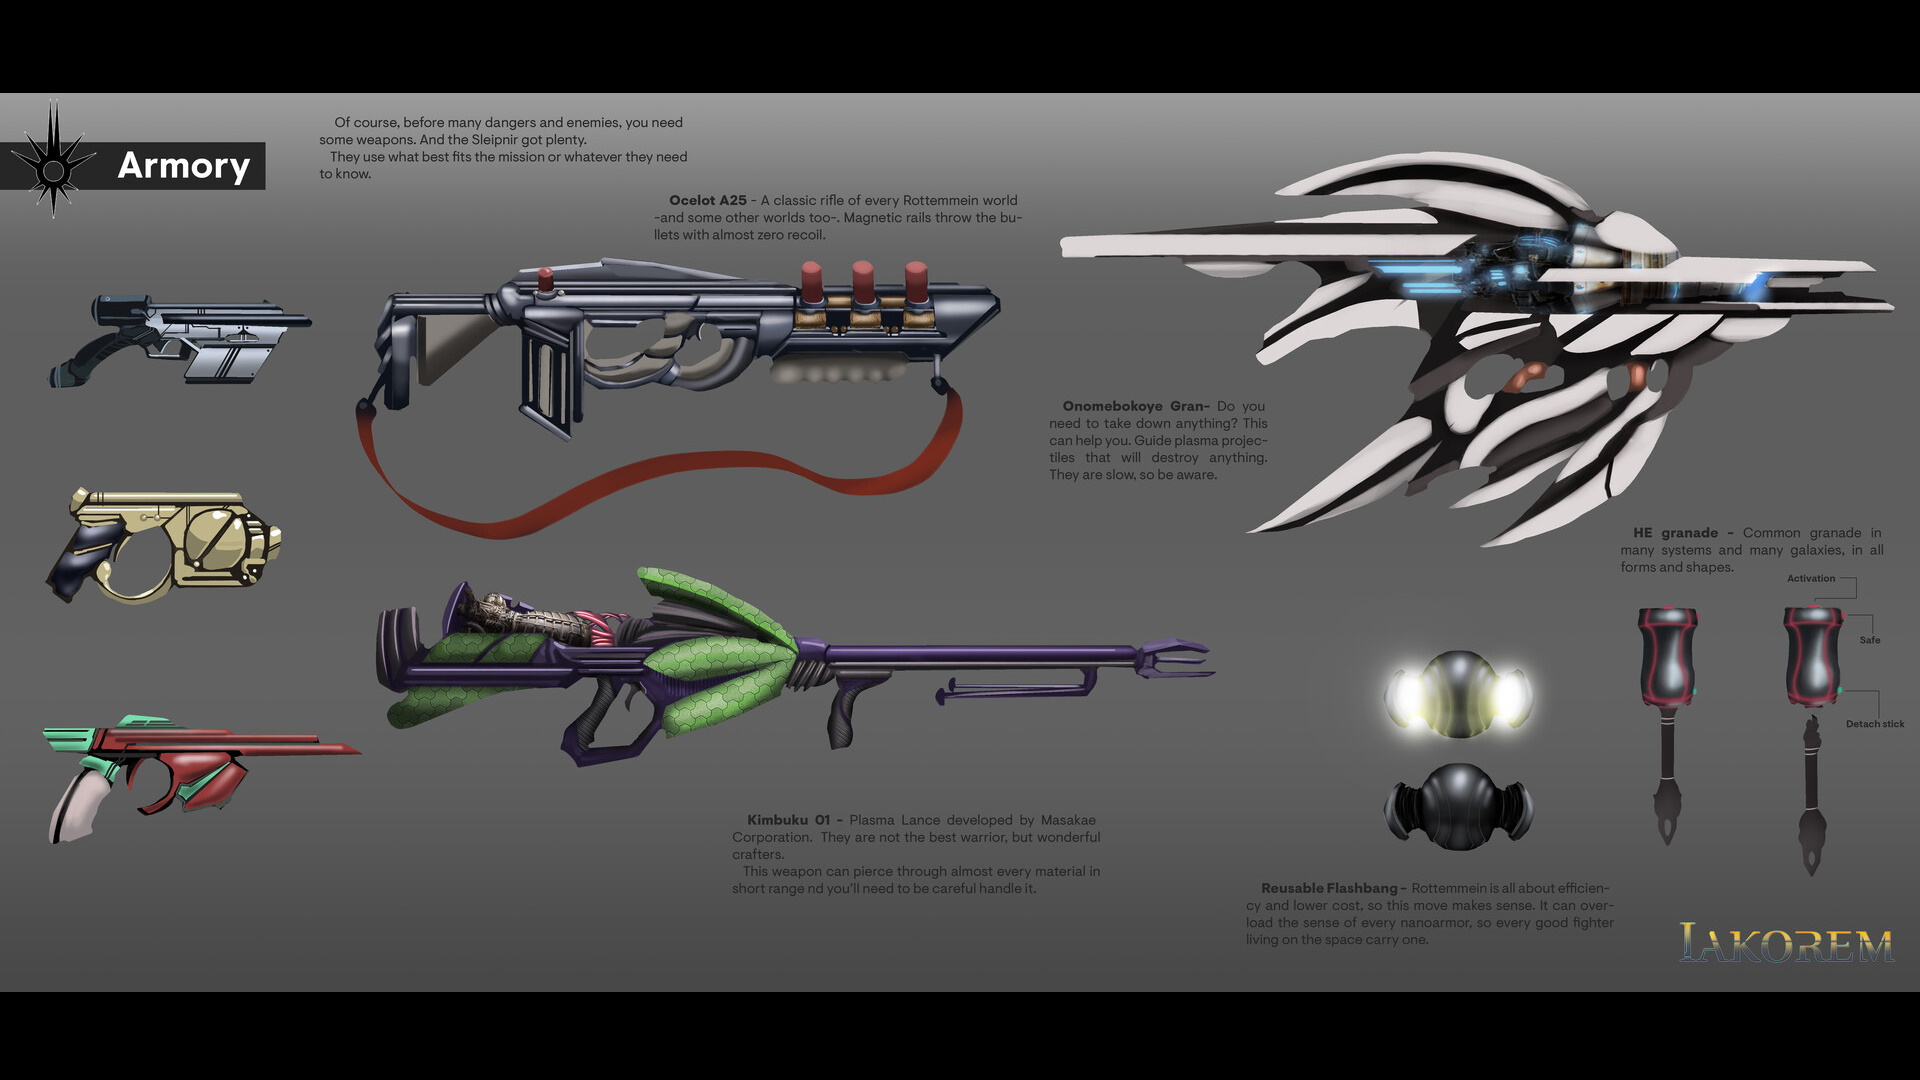 Armory
Of course, before many dangers and enemies, you need
some weapons. And the Sleipnir got plenty.
They use what best fits the mission or whatever they need
to know.
Ocelot A25 - A classic rifle of every Rottemmein world
-and some other worlds too-. Magnetic rails throw the bu-
llets with almost zero recoil.
Onomebokoye Gran- Do you
need to take down anything? This
can help you. Guide plasma projec-
tiles that will destroy anything.
They are slow, so be aware.
HE granade - Common granade in
many systems and many galaxies, in all
forms and shapes.
Activation
Safe
Detach stick
Kimbuku 01 - Plasma Lance developed by Masakae
Corporation. They are not the best warrior, but wonderful
crafters.
This weapon can pierce through almost every material in
short range nd you'll need to be careful handle it.
Reusable Flashbang - Rottemmein is all about efficien-
cy and lower cost, so this move makes sense. It can over-
load the sense of every nanoarmor, so every good fighter
living on the space carry one.
IAKOREM